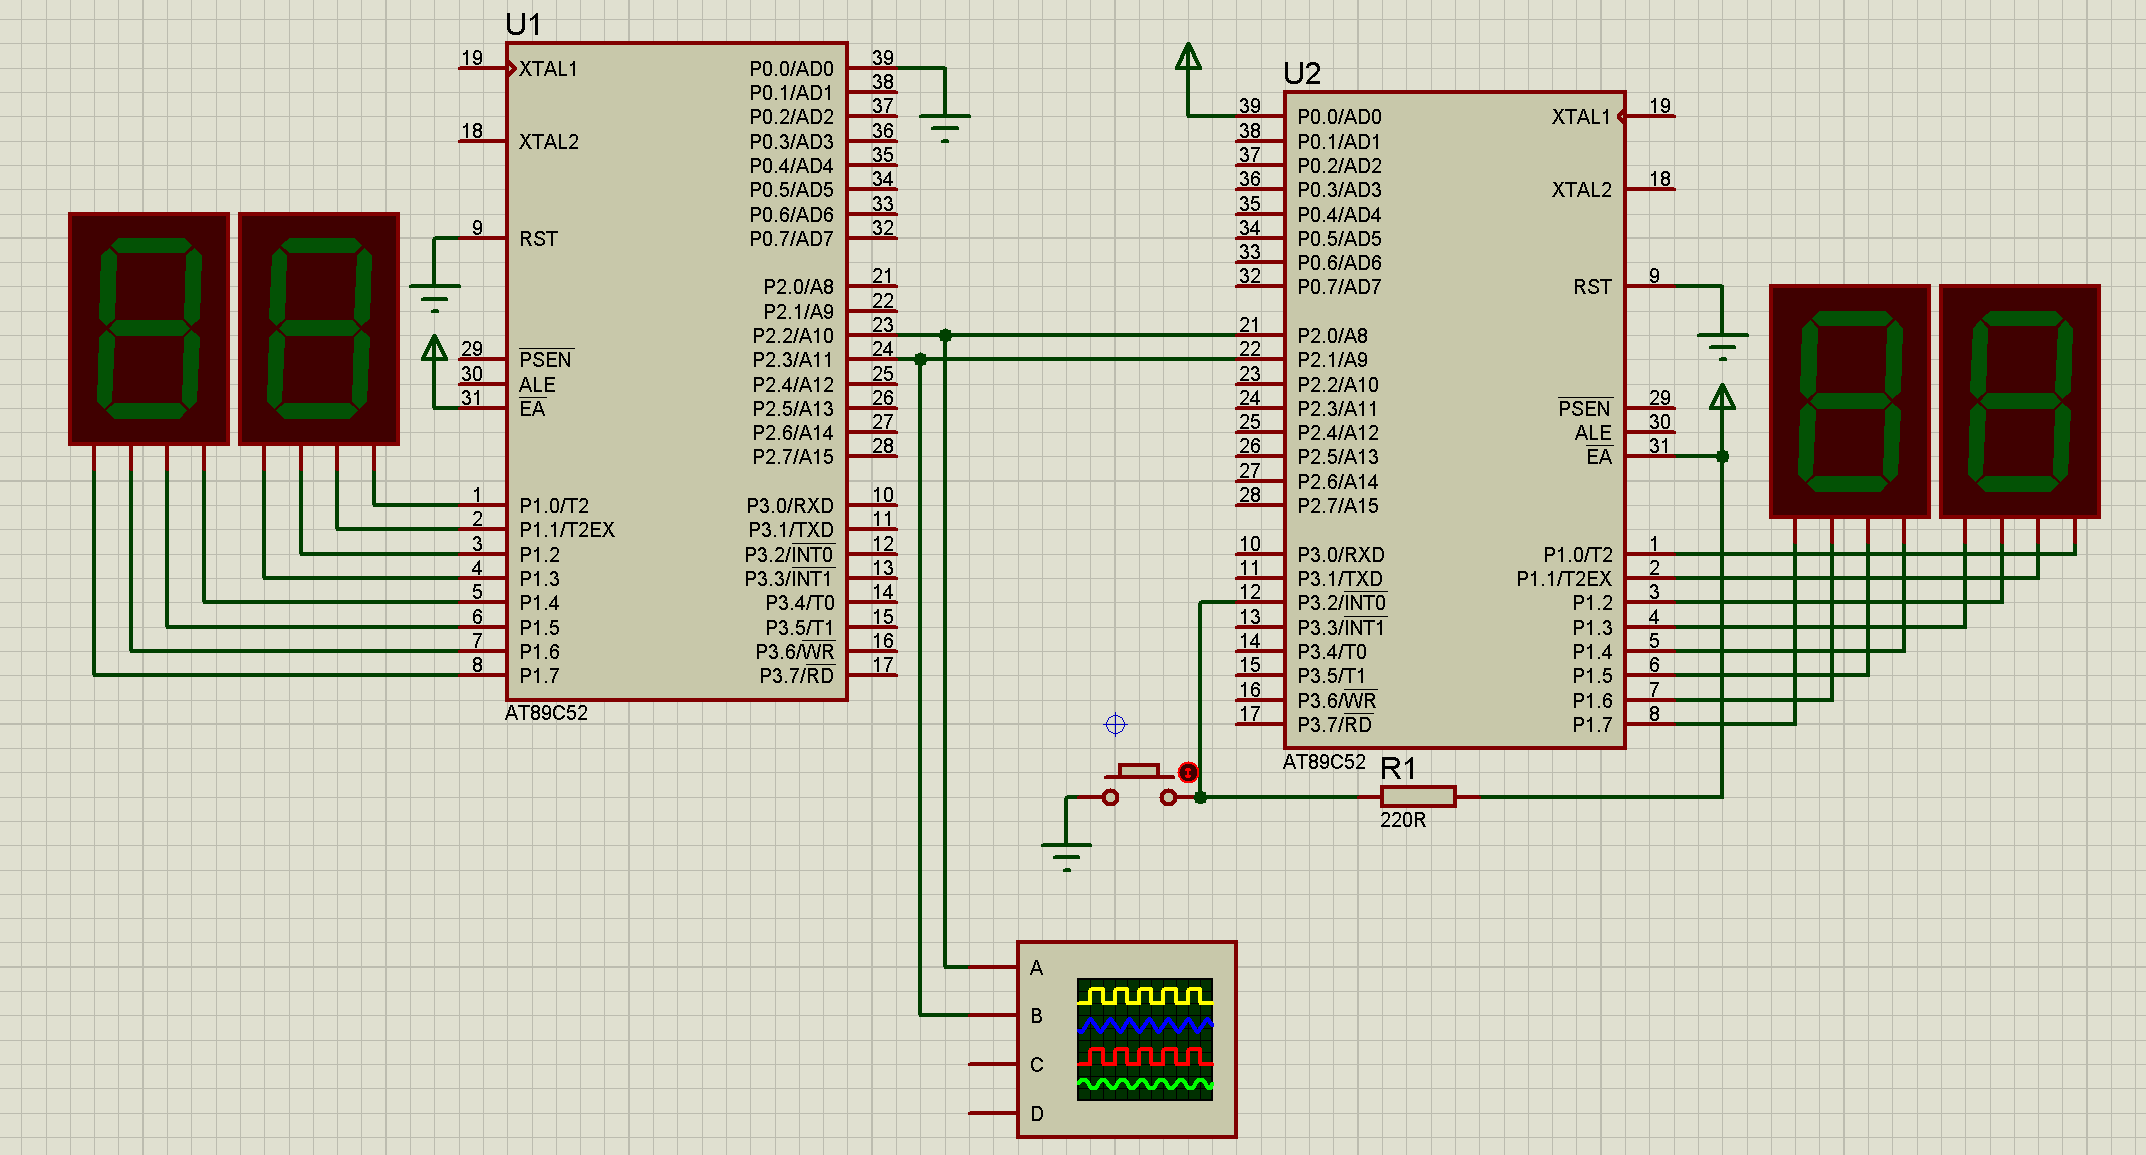 U1
19 XTAL1
18 XTAL2
9 RST
29 PSEN
30 ALE
31 EA
1 P1.0/T2
2 P1.1/T2EX
3 P1.2
4 P1.3
5 P1.4
6 P1.5
7 P1.6
8 P1.7
P0.0/AD0 39
P0.1/AD1 38
P0.2/AD2 37
P0.3/AD3 36
P0.4/AD4 35
P0.5/AD5 34
P0.6/AD6 33
P0.7/AD7 32
P2.0/A8 21
P2.1/A9 22
P2.2/A10 23
P2.3/A11 24
P2.4/A12 25
P2.5/A13 26
P2.6/A14 27
P2.7/A15 28
P3.0/RXD 10
P3.1/TXD 11
P3.2/INT0 12
P3.3/INT1 13
P3.4/T0 14
P3.5/T1 15
P3.6/WR 16
P3.7/RD 17
AT89C52
U2
39 P0.0/AD0
38 P0.1/AD1
37 P0.2/AD2
36 P0.3/AD3
35 P0.4/AD4
34 P0.5/AD5
33 P0.6/AD6
32 P0.7/AD7
21 P2.0/A8
22 P2.1/A9
23 P2.2/A10
24 P2.3/A11
25 P2.4/A12
26 P2.5/A13
27 P2.6/A14
28 P2.7/A15
10 P3.0/RXD
11 P3.1/TXD
12 P3.2/INT0
13 P3.3/INT1
14 P3.4/T0
15 P3.5/T1
16 P3.6/WR
17 P3.7/RD
XTAL1 19
XTAL2 18
RST 9
PSEN 29
ALE 30
EA 31
P1.0/T2 1
P1.1/T2EX 2
P1.2 3
P1.3 4
P1.4 5
P1.5 6
P1.6 7
P1.7 8
AT89C52
R1
220R
A
B
C
D